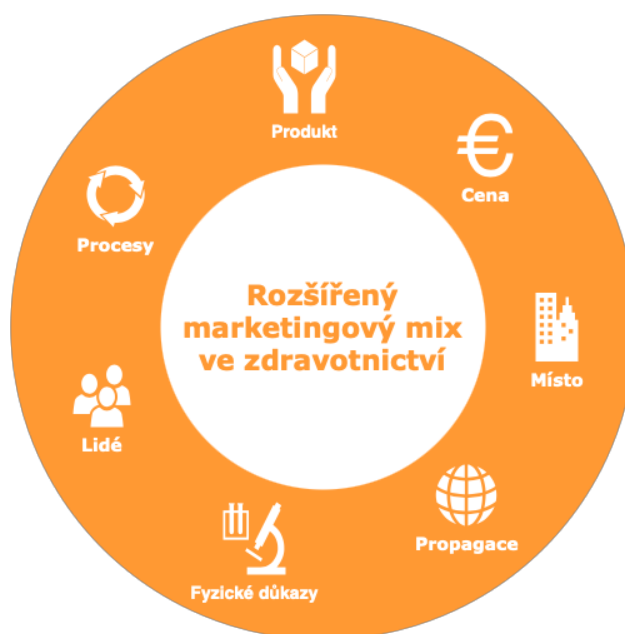 Produkt
Cena
Procesy
Rozšířený
marketingový mix
ve zdravotnictví
Místo
Lidé
Propagace
Fyzické důkazy